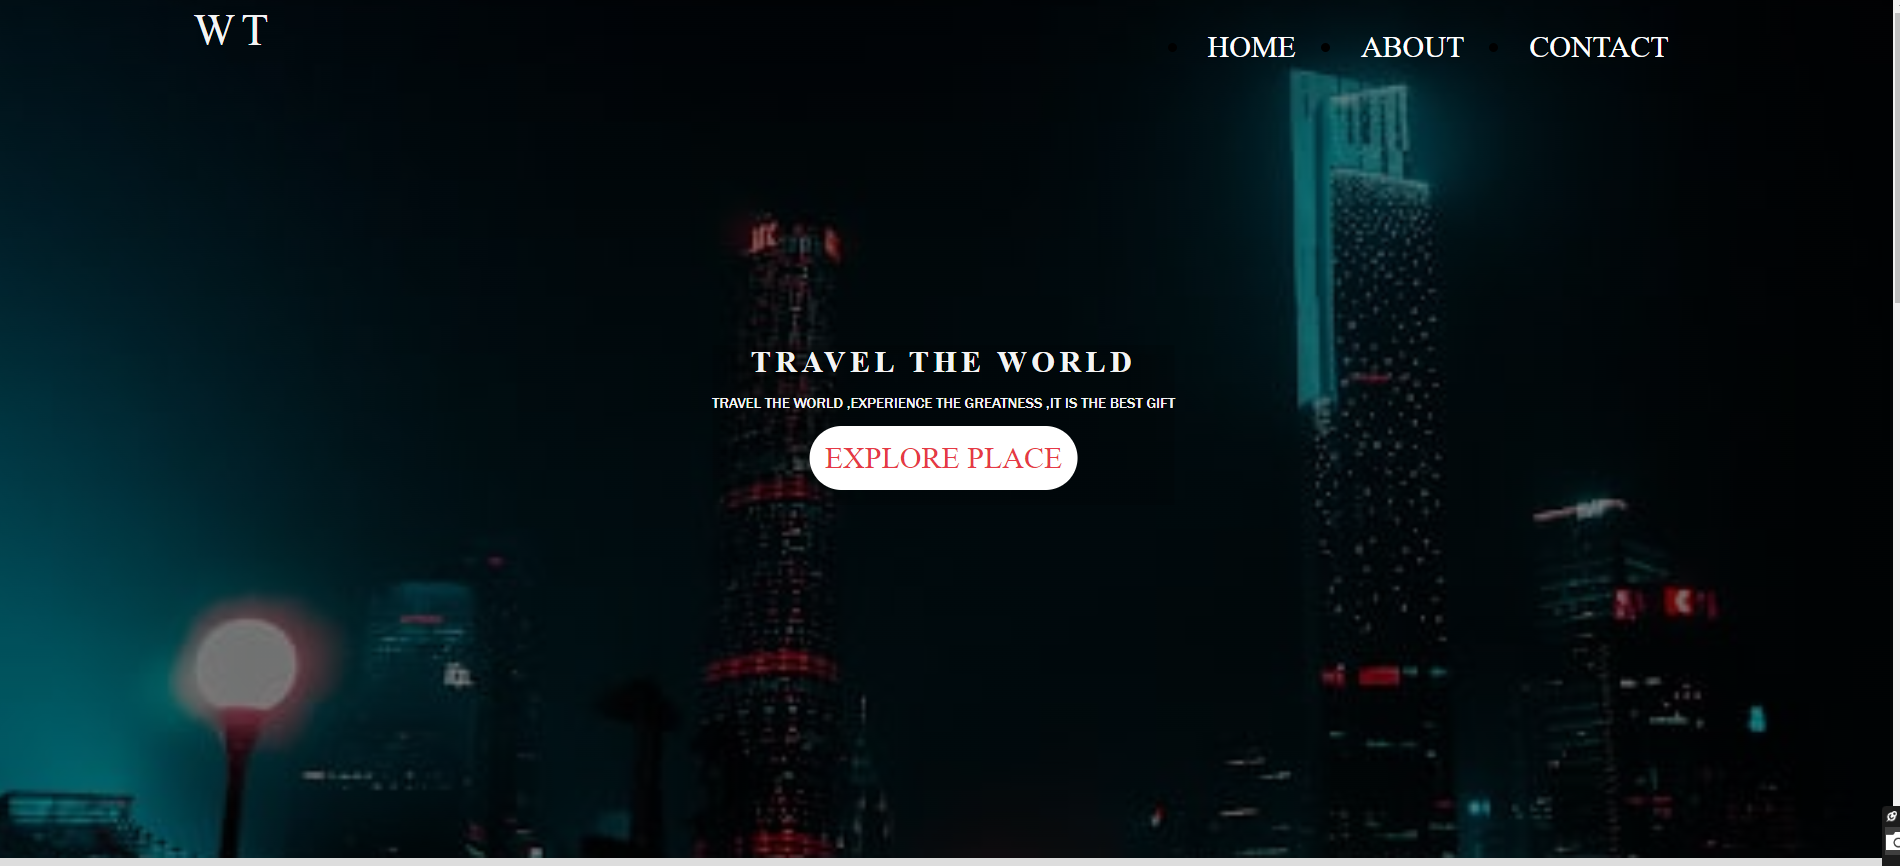 W T
HOME ABOUT CONTACT
TRAVEL THE WORLD
TRAVEL THE WORLD ,EXPERIENCE THE GREATNESS ,IT IS THE BEST GIFT
EXPLORE PLACE